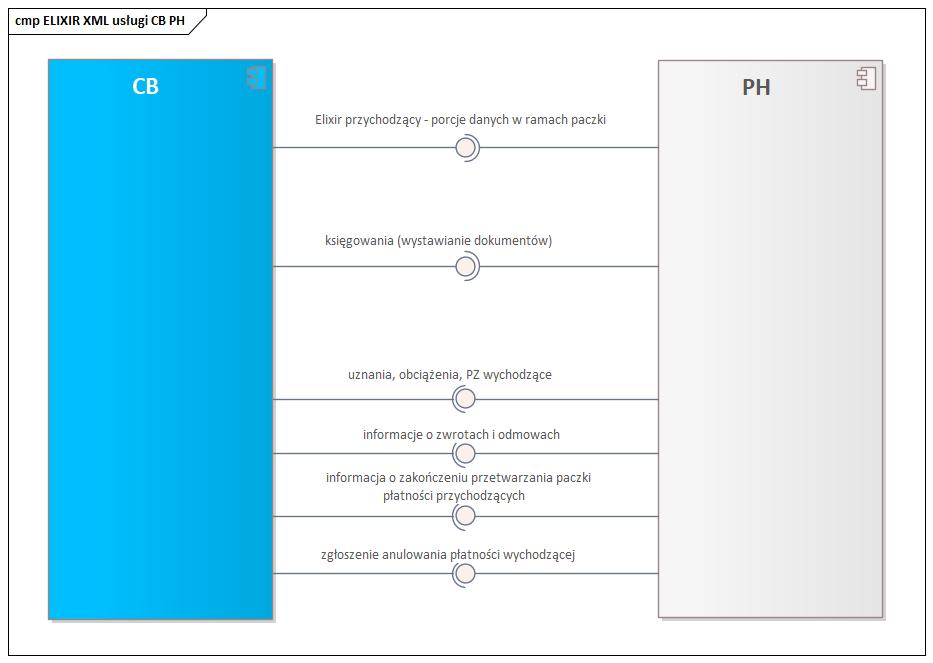 cmp ELIXIR XML usługi CB PH
CB
PH
Elixir przychodzący - porcje danych w ramach paczki
księgowania (wystawianie dokumentów)
uznania, obciążenia, PZ wychodzące
informacje o zwrotach i odmowach
informacja o zakończeniu przetwarzania paczki
płatności przychodzących
zgłoszenie anulowania płatności wychodzącej